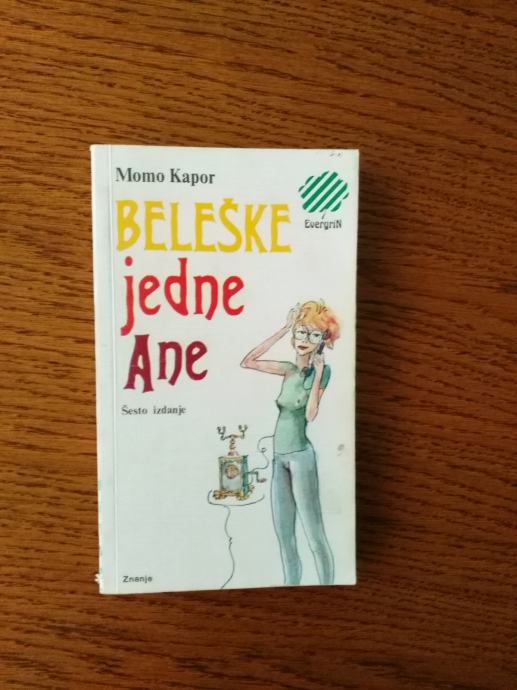 Momo Kapor
EvergriN
BELEŠKE
jedne
Ane
Šesto izdanje
Znanje